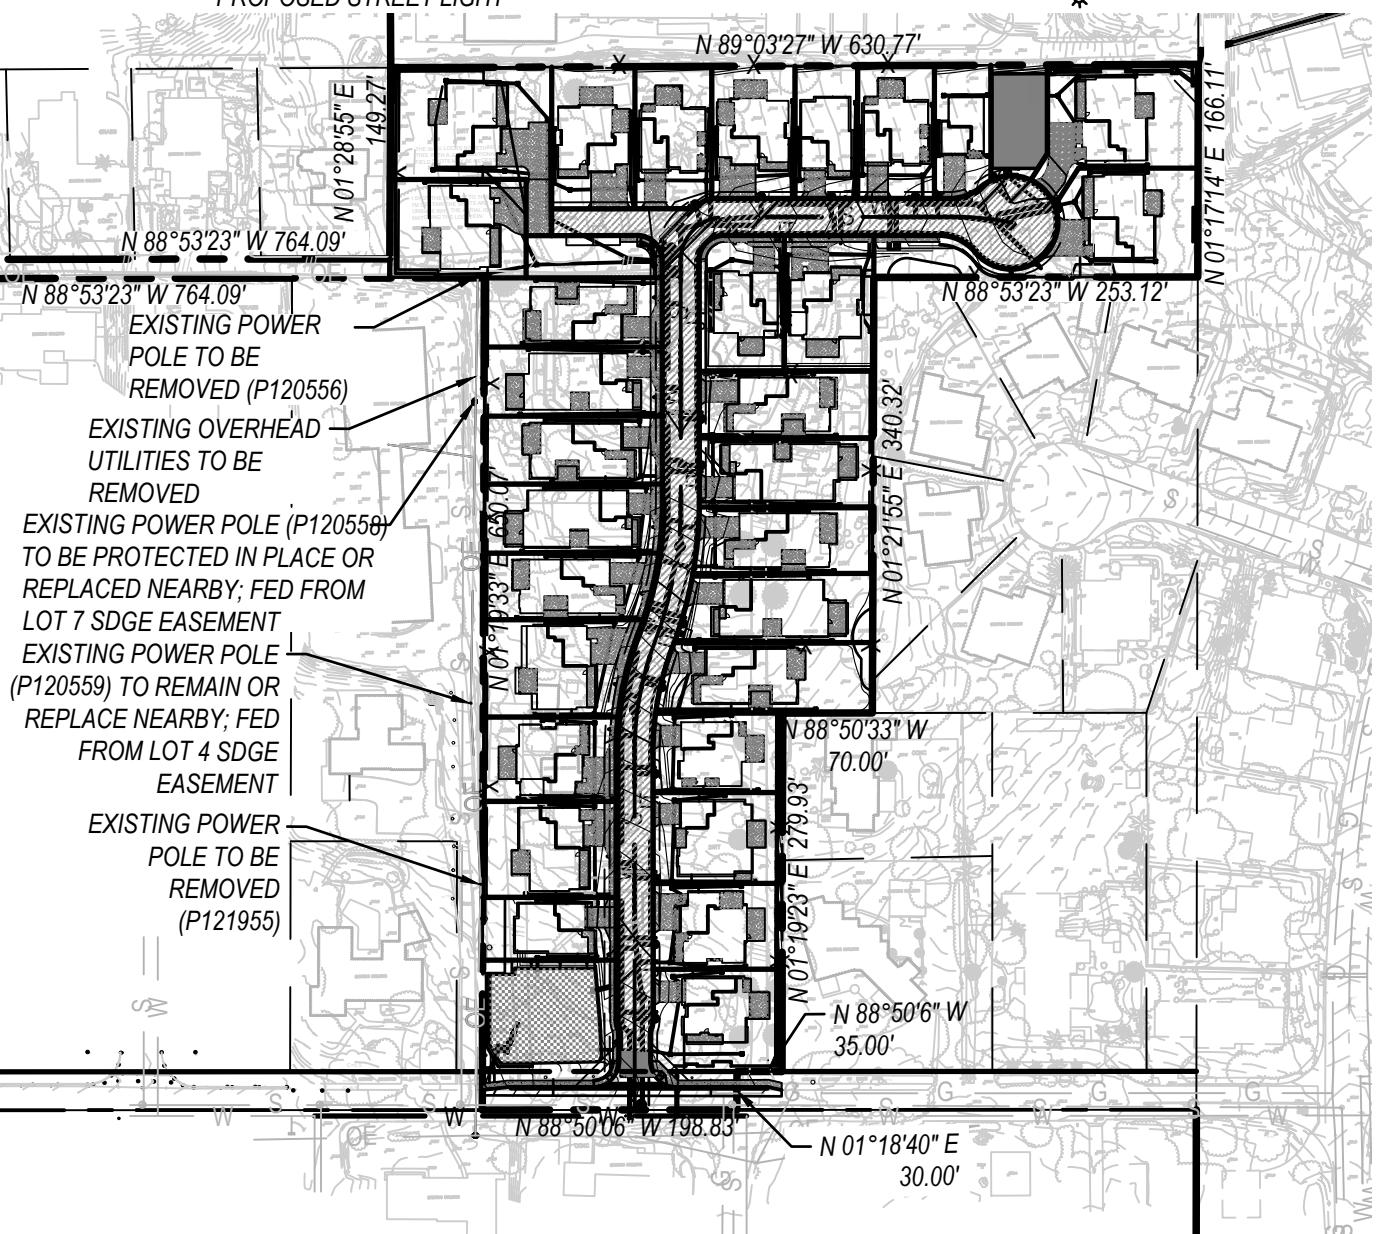 PROPOSED STREET LIGHT
N 89°03'27" W 630.77'
N 01°28'55" E
149.27'
N 01°17'14" E 166.11'
N 88°53'23" W 764.09'
N 88°53'23" W 764.09'
N 88°53'23" W 253.12'
EXISTING POWER
POLE TO BE
REMOVED (P120556)
EXISTING OVERHEAD
UTILITIES TO BE
REMOVED
EXISTING POWER POLE (P120558)
TO BE PROTECTED IN PLACE OR
REPLACED NEARBY; FED FROM
LOT 7 SDGE EASEMENT
EXISTING POWER POLE
(P120559) TO REMAIN OR
REPLACE NEARBY; FED
FROM LOT 4 SDGE
EASEMENT
EXISTING POWER
POLE TO BE
REMOVED
(P121955)
N 01°19'33" E
N 01°21'55" E 340.32'
N 88°50'33" W
70.00'
N 01°19'23" E 279.93'
N 88°50'6" W
35.00'
N 88°50'06" W 198.83'
N 01°18'40" E
30.00'